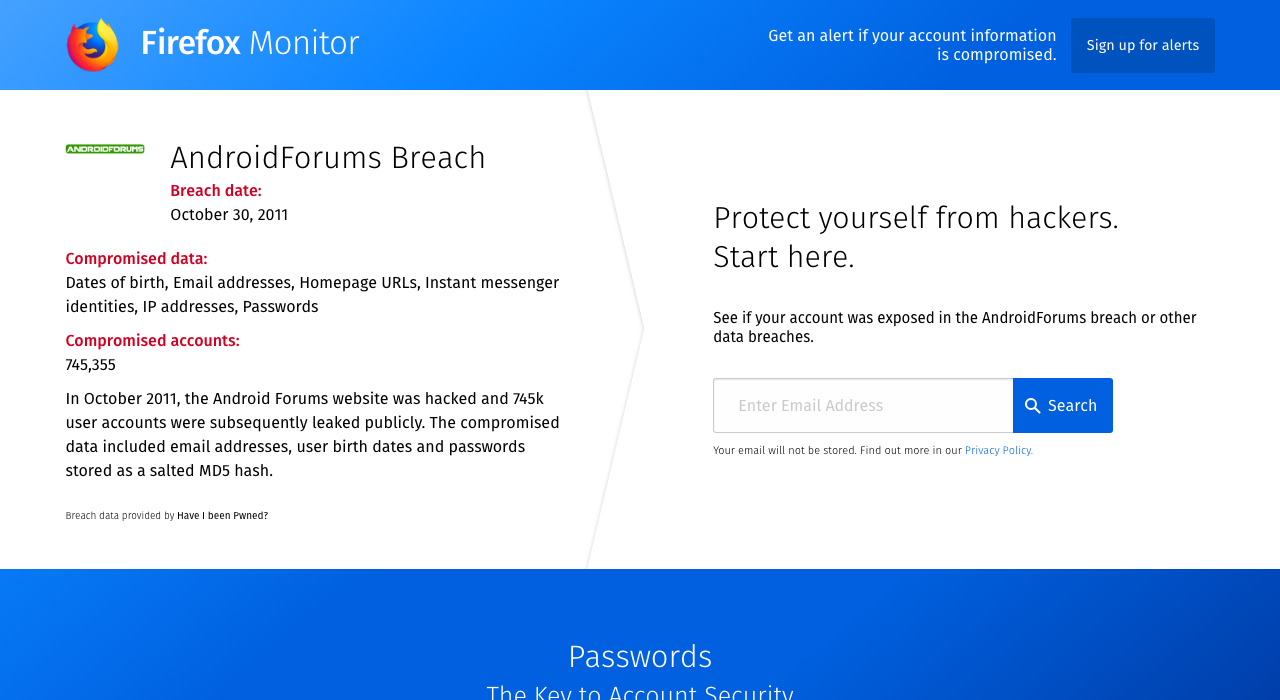 Firefox Monitor
Get an alert if your account information
is compromised.
Sign up for alerts
ANDROIDFORUMS
AndroidForums Breach
Breach date:
October 30, 2011
Compromised data:
Dates of birth, Email addresses, Homepage URLs, Instant messenger
identities, IP addresses, Passwords
Compromised accounts:
745,355
In October 2011, the Android Forums website was hacked and 745k
user accounts were subsequently leaked publicly. The compromised
data included email addresses, user birth dates and passwords
stored as a salted MD5 hash.
Breach data provided by Have I been Pwned?
Protect yourself from hackers.
Start here.
See if your account was exposed in the AndroidForums breach or other
data breaches.
Enter Email Address
Search
Your email will not be stored. Find out more in our Privacy Policy.
Passwords
The Key to Account Security